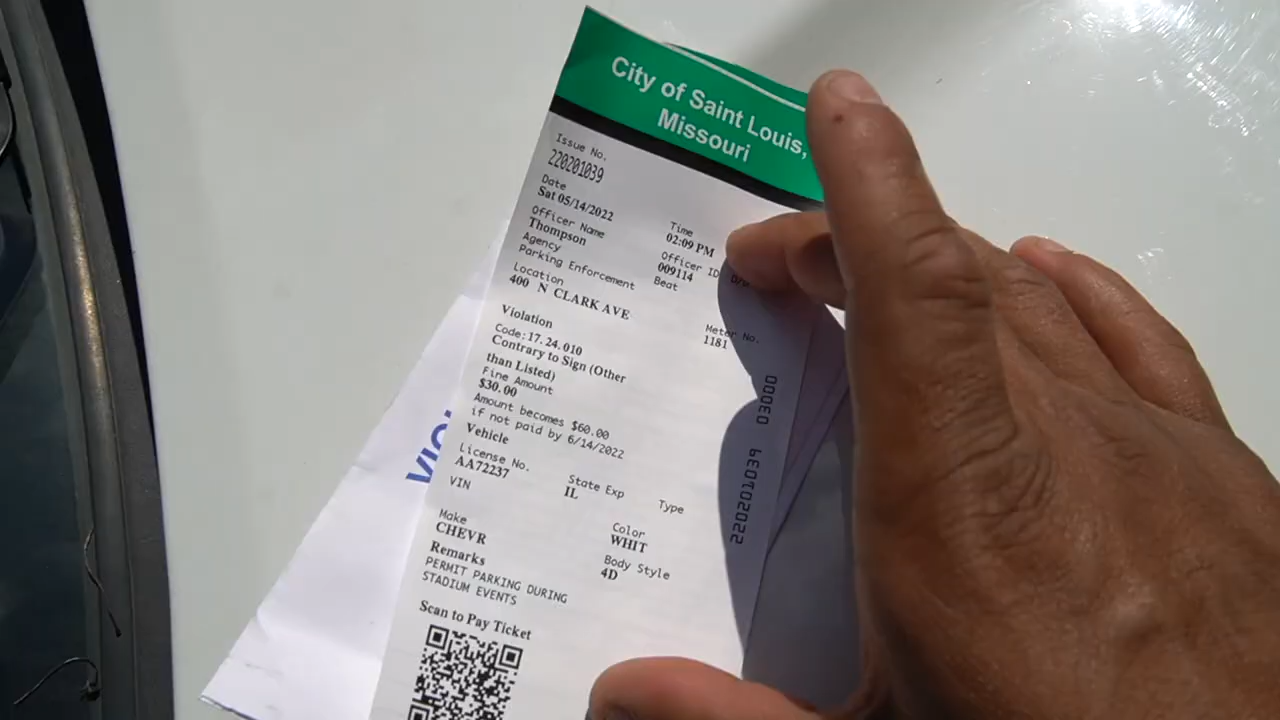 City of Saint Louis,
Missouri
Issue No.
220201039
Date
Sat 05/14/2022
Time
02:09 PM
Officer Name
Thompson
Officer ID
009114
Agency
Parking Enforcement
Beat
Location
400 N CLARK AVE
Meter No.
1181
Violation
Code: 17.24.010
Contrary to Sign (Other
than Listed)
Fine Amount
$30.00
Amount becomes $60.00
if not paid by 6/14/2022
Vehicle
License No.
AA72237
State Exp
IL
Type
VIN
Make
CHEVR
Color
WHIT
Body Style
4D
Remarks
PERMIT PARKING DURING
STADIUM EVENTS
Scan to Pay Ticket
220201039 03000